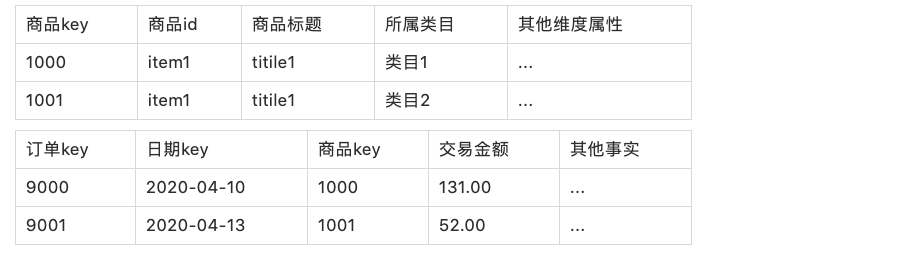 商品key 商品id 商品标题 所属类目 其他维度属性
1000 item1 titile1 类目1 ...
1001 item1 titile1 类目2 ...
订单key 日期key 商品key 交易金额 其他事实
9000 2020-04-10 1000 131.00 ...
9001 2020-04-13 1001 52.00 ...